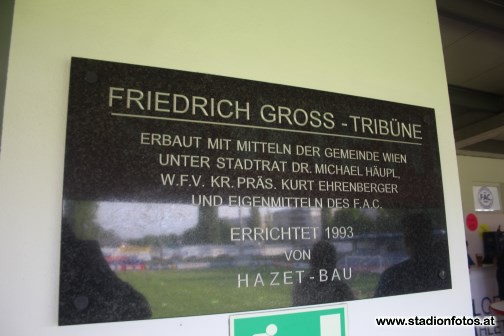 FRIEDRICH GROSS - TRIBÜNE
ERBAUT MIT MITTELN DER GEMEINDE WIEN
UNTER STADTRAT DR. MICHAEL HÄUPL,
W.F.V. KR. PRÄS. KURT EHRENBERGER
UND EIGENMITTELN DES F.A.C.
ERRICHTET 1993
VON
HAZET - BAU
www.stadionfotos.at